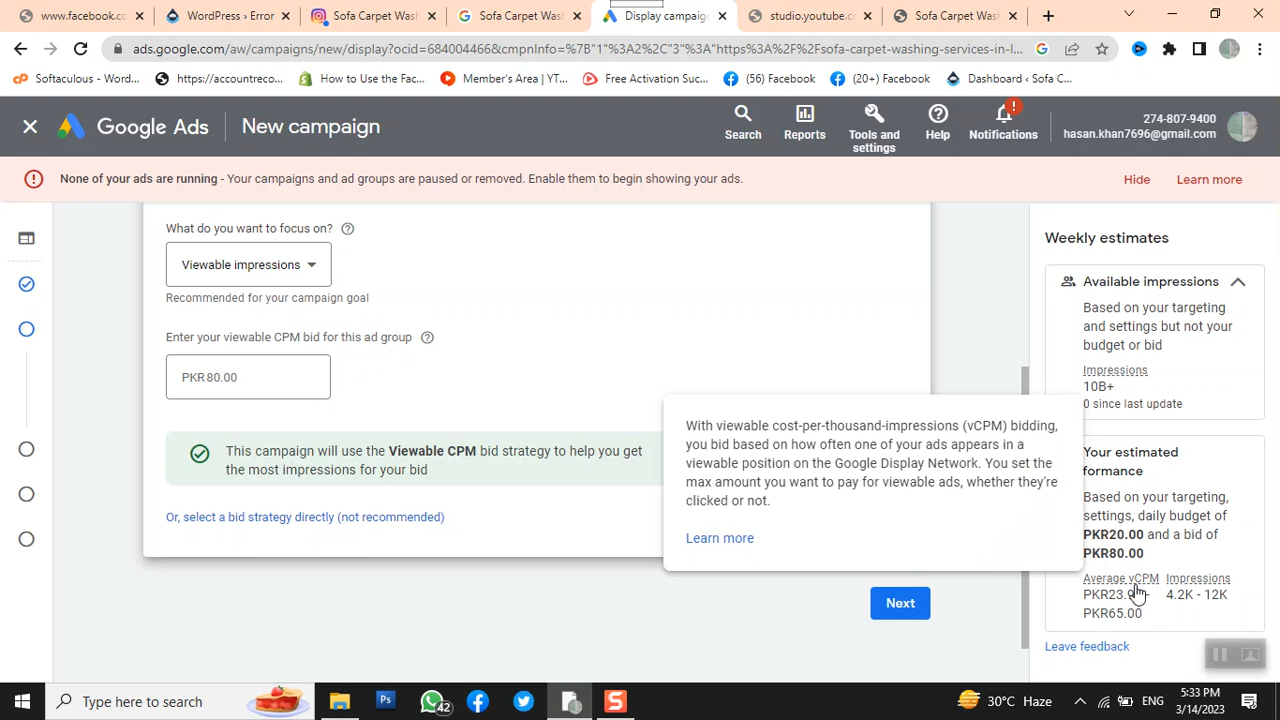 www.facebook.c
WordPress › Error
Sofa Carpet Was
Sofa Carpet Was
Display campaig
studio.youtube.c
Sofa Carpet Was
ads.google.com/aw/campaigns/new/display?ocid=684004466&cmpnInfo=%7B"1"%3A2%2C"3"%3A"https%3A%2F%2Fsofa-carpet-washing-services-in-l...
Softaculous - Word...
https://accountreco...
How to Use the Fac...
Member's Area | YT...
Free Activation Suc...
(56) Facebook
(20+) Facebook
Dashboard ‹ Sofa C...
Google Ads
New campaign
Search
Reports
Tools and
settings
Help
Notifications
274-807-9400
hasan.khan7696@gmail.com
None of your ads are running - Your campaigns and ad groups are paused or removed. Enable them to begin showing your ads.
Hide
Learn more
What do you want to focus on?
Viewable impressions
Recommended for your campaign goal
Enter your viewable CPM bid for this ad group
PKR 80.00
This campaign will use the Viewable CPM bid strategy to help you get
the most impressions for your bid
Or, select a bid strategy directly (not recommended)
With viewable cost-per-thousand-impressions (vCPM) bidding,
you bid based on how often one of your ads appears in a
viewable position on the Google Display Network. You set the
max amount you want to pay for viewable ads, whether they're
clicked or not.
Learn more
Next
Weekly estimates
Available impressions
Based on your targeting
and settings but not your
budget or bid
Impressions
10B+
0 since last update
Your estimated
formance
Based on your targeting,
settings, daily budget of
PKR20.00 and a bid of
PKR80.00
Average vCPM
Impressions
PKR23.0
4.2K - 12K
PKR65.00
Leave feedback
Type here to search
42
30°C Haze
ENG
5:33 PM
3/14/2023